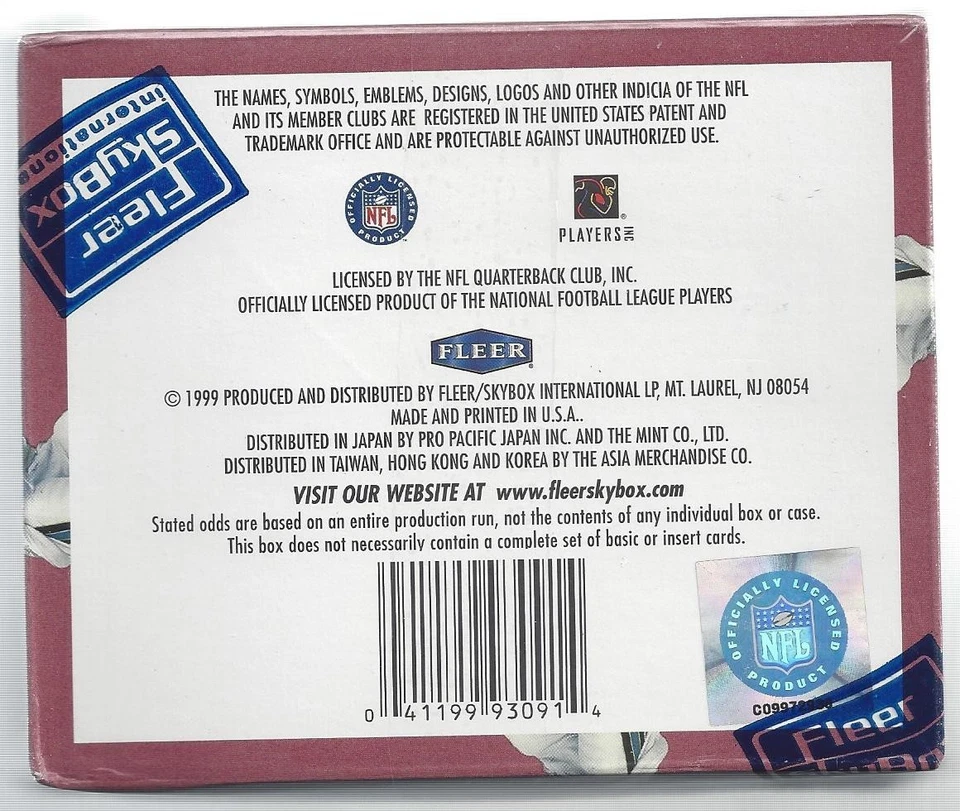 THE NAMES, SYMBOLS, EMBLEMS, DESIGNS, LOGOS AND OTHER INDICIA OF THE NFL
AND ITS MEMBER CLUBS ARE REGISTERED IN THE UNITED STATES PATENT AND
TRADEMARK OFFICE AND ARE PROTECTABLE AGAINST UNAUTHORIZED USE.
Fleer
SkyBox
international
OFFICIALLY LICENSED
NFL
PRODUCT
™
PLAYERS INC
®
LICENSED BY THE NFL QUARTERBACK CLUB, INC.
OFFICIALLY LICENSED PRODUCT OF THE NATIONAL FOOTBALL LEAGUE PLAYERS
FLEER
®
© 1999 PRODUCED AND DISTRIBUTED BY FLEER/SKYBOX INTERNATIONAL LP, MT. LAUREL, NJ 08054
MADE AND PRINTED IN U.S.A..
DISTRIBUTED IN JAPAN BY PRO PACIFIC JAPAN INC. AND THE MINT CO., LTD.
DISTRIBUTED IN TAIWAN, HONG KONG AND KOREA BY THE ASIA MERCHANDISE CO.
VISIT OUR WEBSITE AT www.fleerskybox.com
Stated odds are based on an entire production run, not the contents of any individual box or case.
This box does not necessarily contain a complete set of basic or insert cards.
0 41199 93091 4
OFFICIALLY LICENSED
NFL
PRODUCT
Fleer